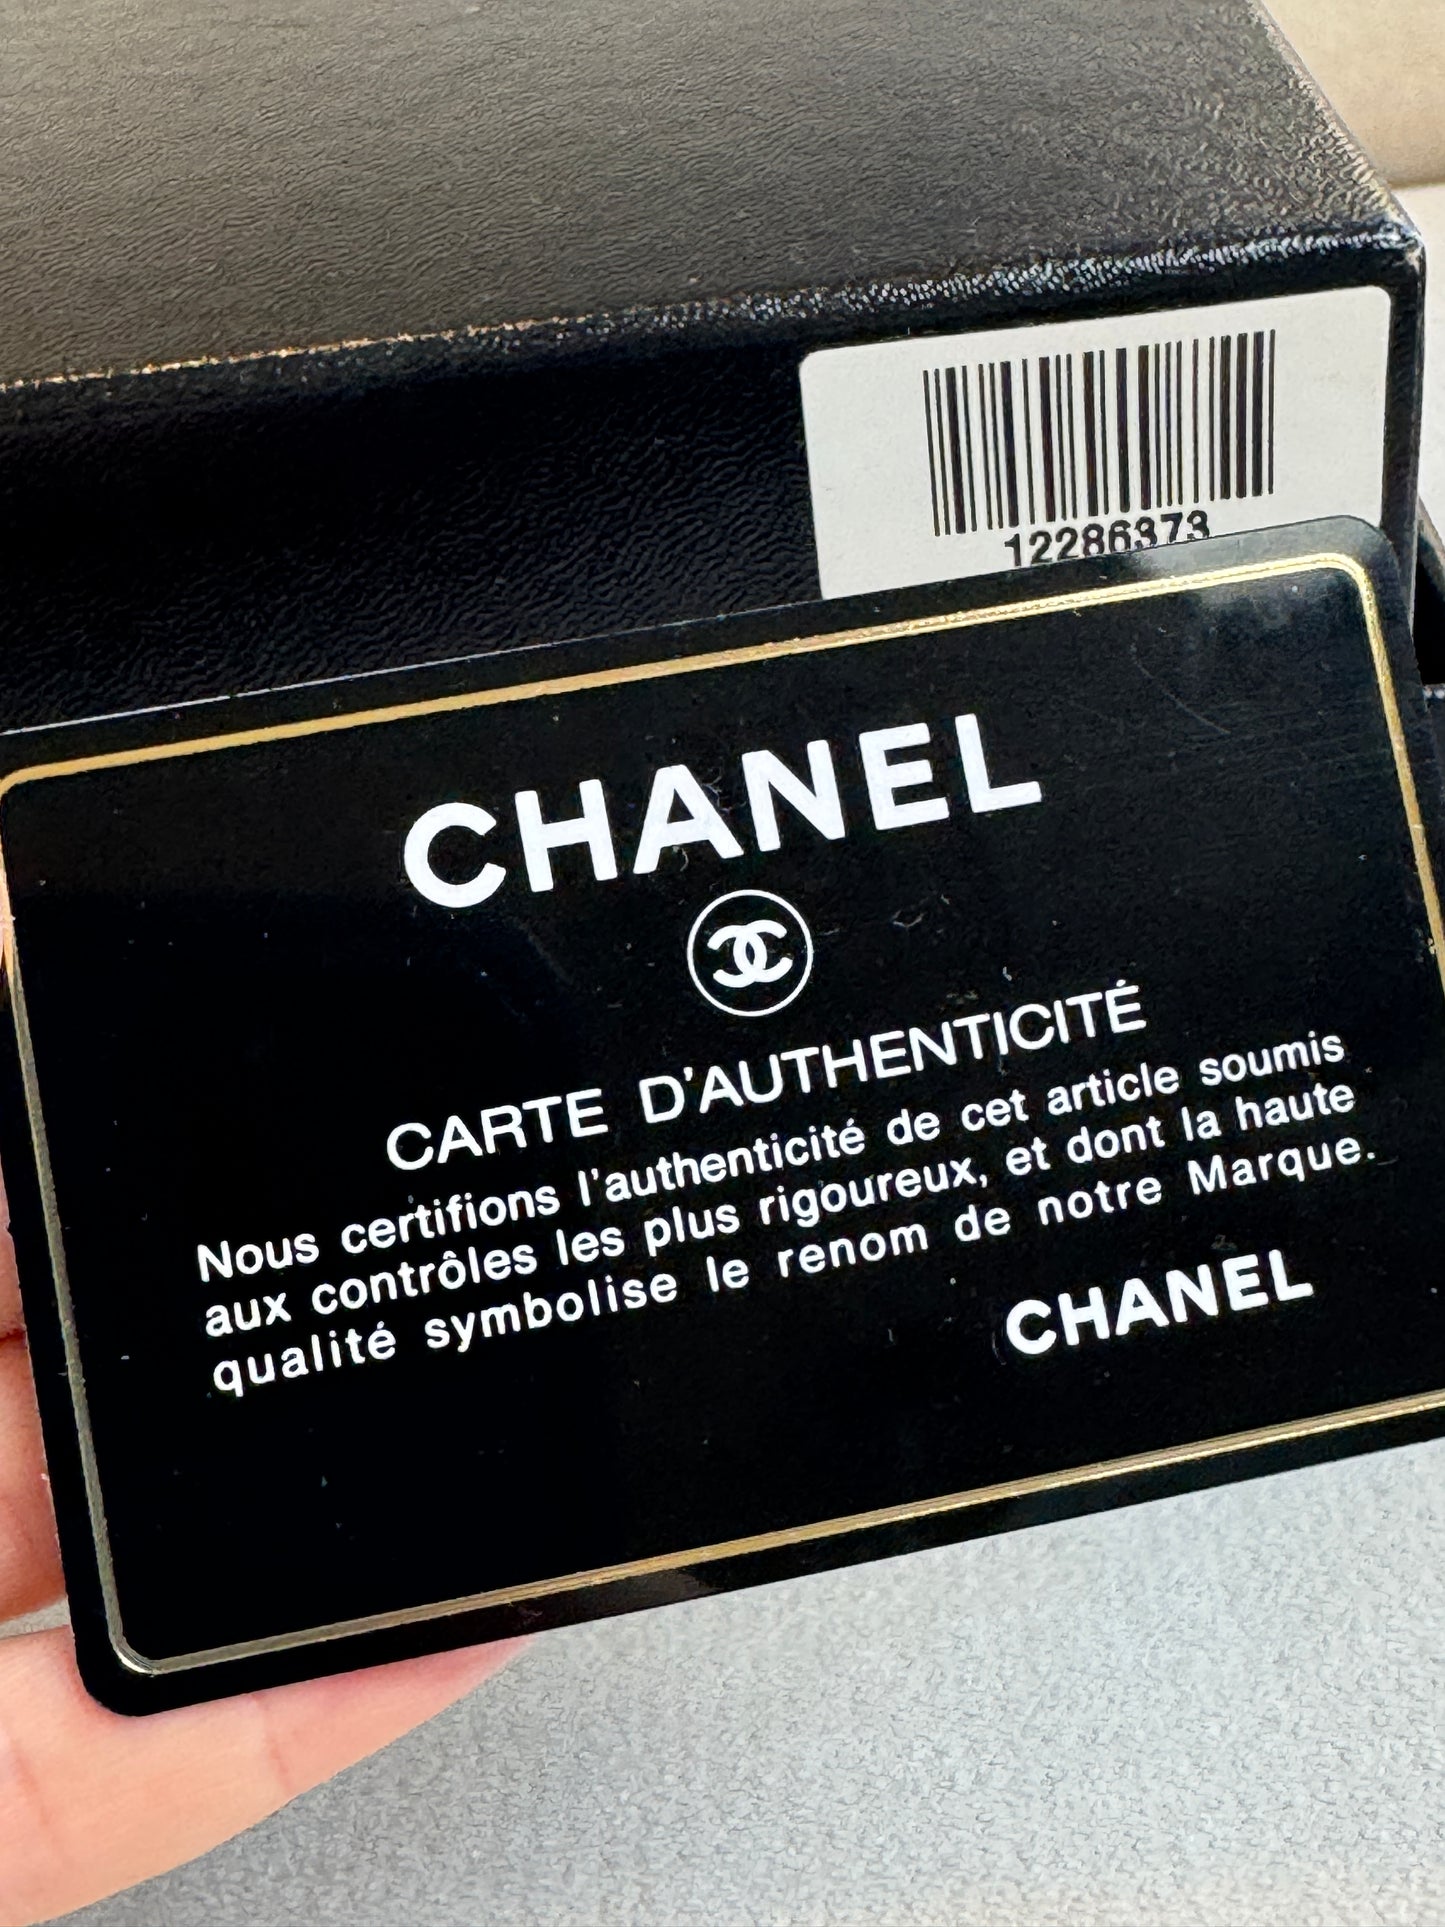 12286373
CHANEL
CARTE D'AUTHENTICITÉ
Nous certifions l'authenticité de cet article soumis
aux contrôles les plus rigoureux, et dont la haute
qualité symbolise le renom de notre Marque.
CHANEL